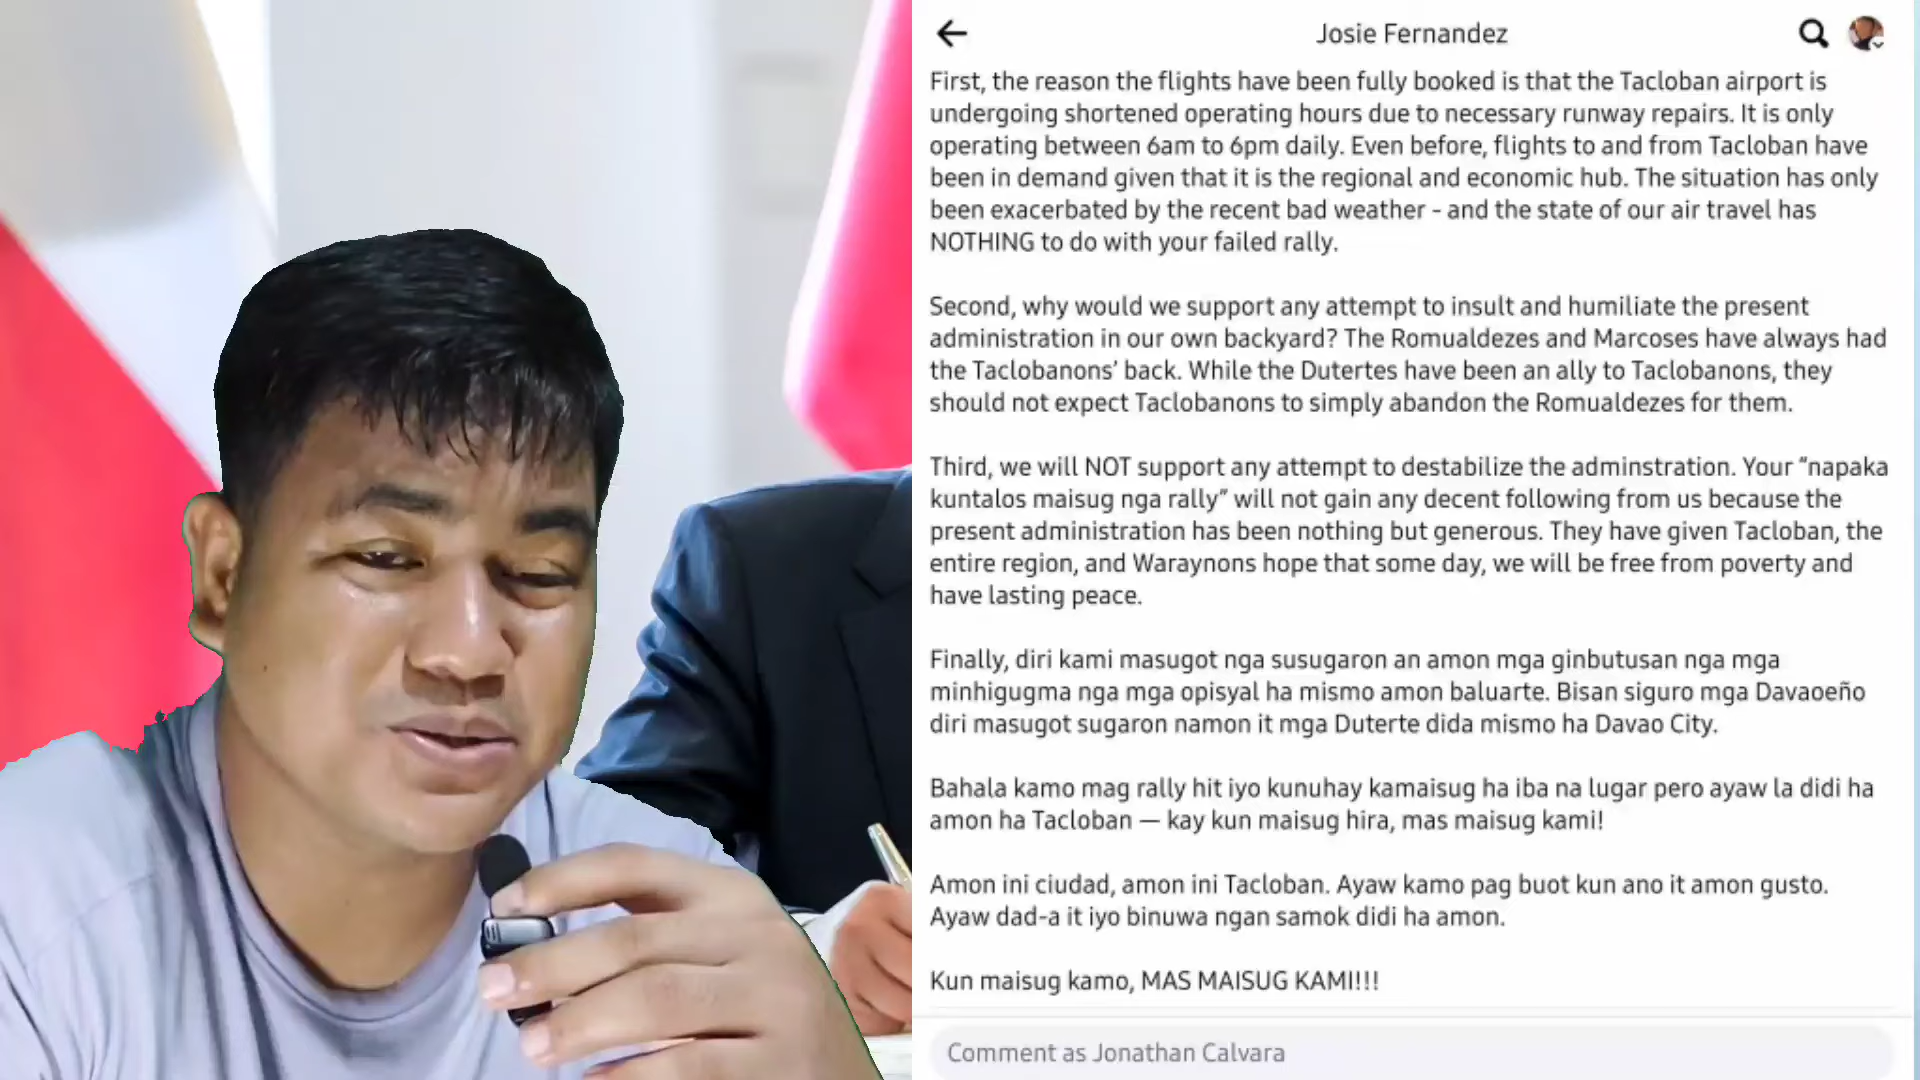 Josie Fernandez
First, the reason the flights have been fully booked is that the Tacloban airport is
undergoing shortened operating hours due to necessary runway repairs. It is only
operating between 6am to 6pm daily. Even before, flights to and from Tacloban have
been in demand given that it is the regional and economic hub. The situation has only
been exacerbated by the recent bad weather - and the state of our air travel has
NOTHING to do with your failed rally.
Second, why would we support any attempt to insult and humiliate the present
administration in our own backyard? The Romualdezes and Marcoses have always had
the Taclobanons’ back. While the Dutertes have been an ally to Taclobanons, they
should not expect Taclobanons to simply abandon the Romualdezes for them.
Third, we will NOT support any attempt to destabilize the adminstration. Your “napaka
kuntalos maisug nga rally” will not gain any decent following from us because the
present administration has been nothing but generous. They have given Tacloban, the
entire region, and Waraynons hope that some day, we will be free from poverty and
have lasting peace.
Finally, diri kami masugot nga susugaron an amon mga ginbutusan nga mga
minhigugma nga mga opisyal ha mismo amon baluarte. Bisan siguro mga Davaoeño
diri masugot sugaron namon it mga Duterte dida mismo ha Davao City.
Bahala kamo mag rally hit iyo kunuhay kamaisug ha iba na lugar pero ayaw la didi ha
amon ha Tacloban — kay kun maisug hira, mas maisug kami!
Amon ini ciudad, amon ini Tacloban. Ayaw kamo pag buot kun ano it amon gusto.
Ayaw dad-a it iyo binuwa ngan samok didi ha amon.
Kun maisug kamo, MAS MAISUG KAMI!!!
Comment as Jonathan Calvara